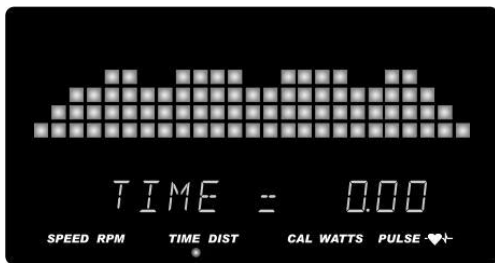 TIME = 0.00
SPEED RPM TIME DIST CAL WATTS PULSE